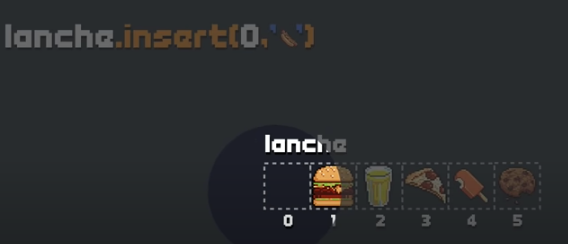 lanche.insert(0,'🌭')
lanche
0 1 2 3 4 5